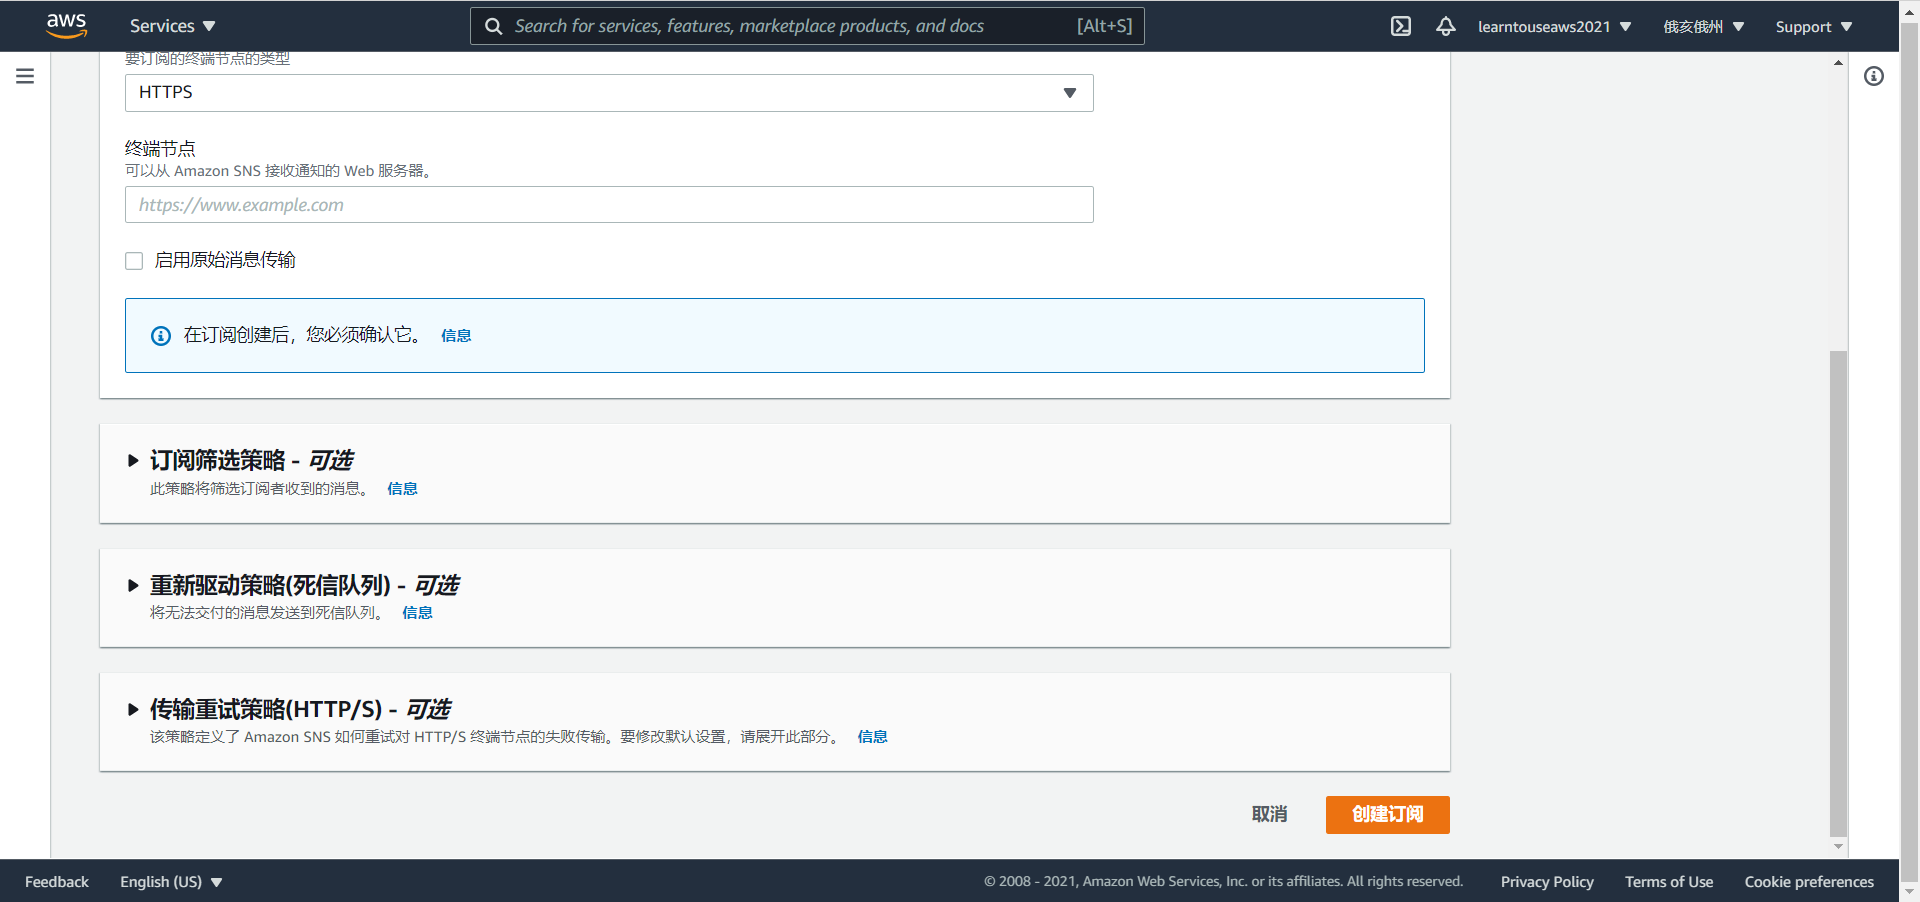 aws
Services
Search for services, features, marketplace products, and docs [Alt+S]
learntouseaws2021
俄亥俄州
Support
要订阅的终端节点的类型
HTTPS
终端节点
可以从 Amazon SNS 接收通知的 Web 服务器。
https://www.example.com
启用原始消息传输
在订阅创建后，您必须确认它。 信息
订阅筛选策略 - 可选
此策略将筛选订阅者收到的消息。 信息
重新驱动策略(死信队列) - 可选
将无法交付的消息发送到死信队列。 信息
传输重试策略(HTTP/S) - 可选
该策略定义了 Amazon SNS 如何重试对 HTTP/S 终端节点的失败传输。要修改默认设置，请展开此部分。 信息
取消 创建订阅
Feedback English (US) © 2008 - 2021, Amazon Web Services, Inc. or its affiliates. All rights reserved. Privacy Policy Terms of Use Cookie preferences